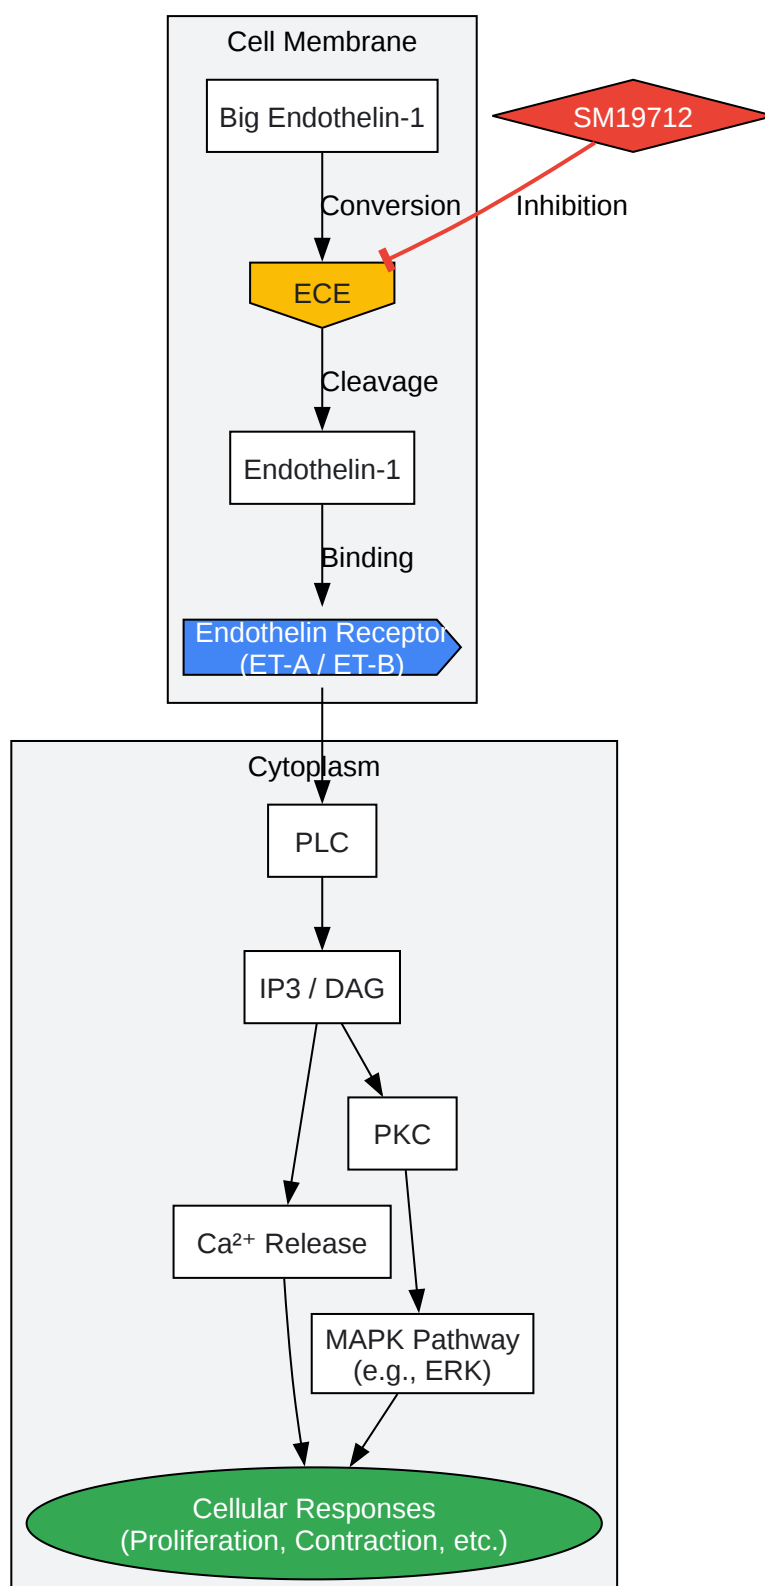 Cell Membrane
Big Endothelin-1
SM19712
Conversion
Inhibition
ECE
Cleavage
Endothelin-1
Binding
Endothelin Receptor
(ET-A / ET-B)
Cytoplasm
PLC
IP3 / DAG
PKC
Ca²⁺ Release
MAPK Pathway
(e.g., ERK)
Cellular Responses
(Proliferation, Contraction, etc.)